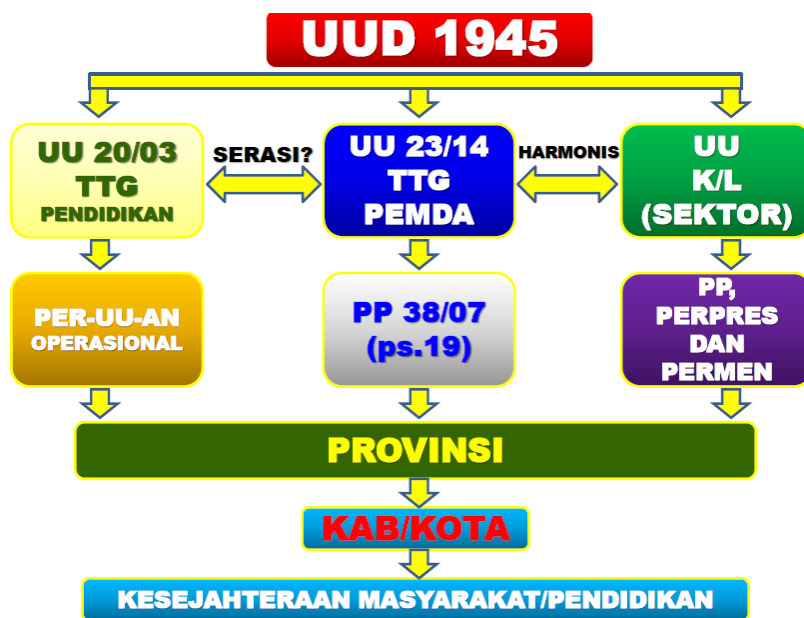 UUD 1945
UU 20/03
TTG
PENDIDIKAN
SERASI?
UU 23/14
TTG
PEMDA
HARMONIS
UU
K/L
(SEKTOR)
PER-UU-AN
OPERASIONAL
PP 38/07
(ps.19)
PP,
PERPRES
DAN
PERMEN
PROVINSI
KAB/KOTA
KESEJAHTERAAN MASYARAKAT/PENDIDIKAN